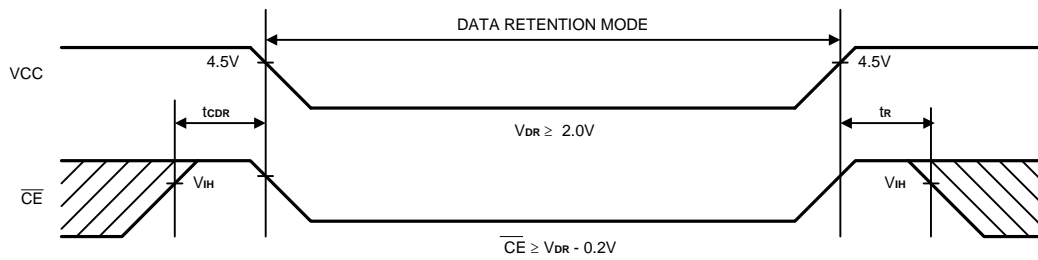 DATA RETENTION MODE
VCC
4.5V
4.5V
tCDR
VDR ≥ 2.0V
tR
CE
VIH
VIH
CE ≥ VDR - 0.2V